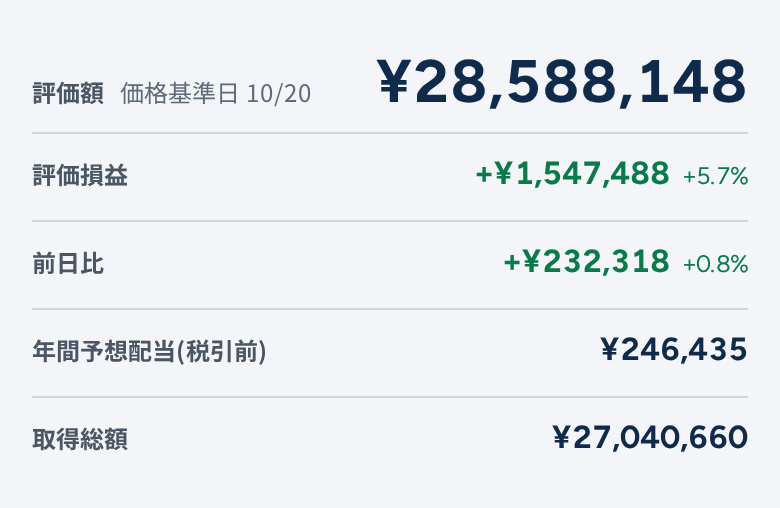 評価額 価格基準日 10/20 ¥28,588,148
評価損益 +¥1,547,488 +5.7%
前日比 +¥232,318 +0.8%
年間予想配当(税引前) ¥246,435
取得総額 ¥27,040,660